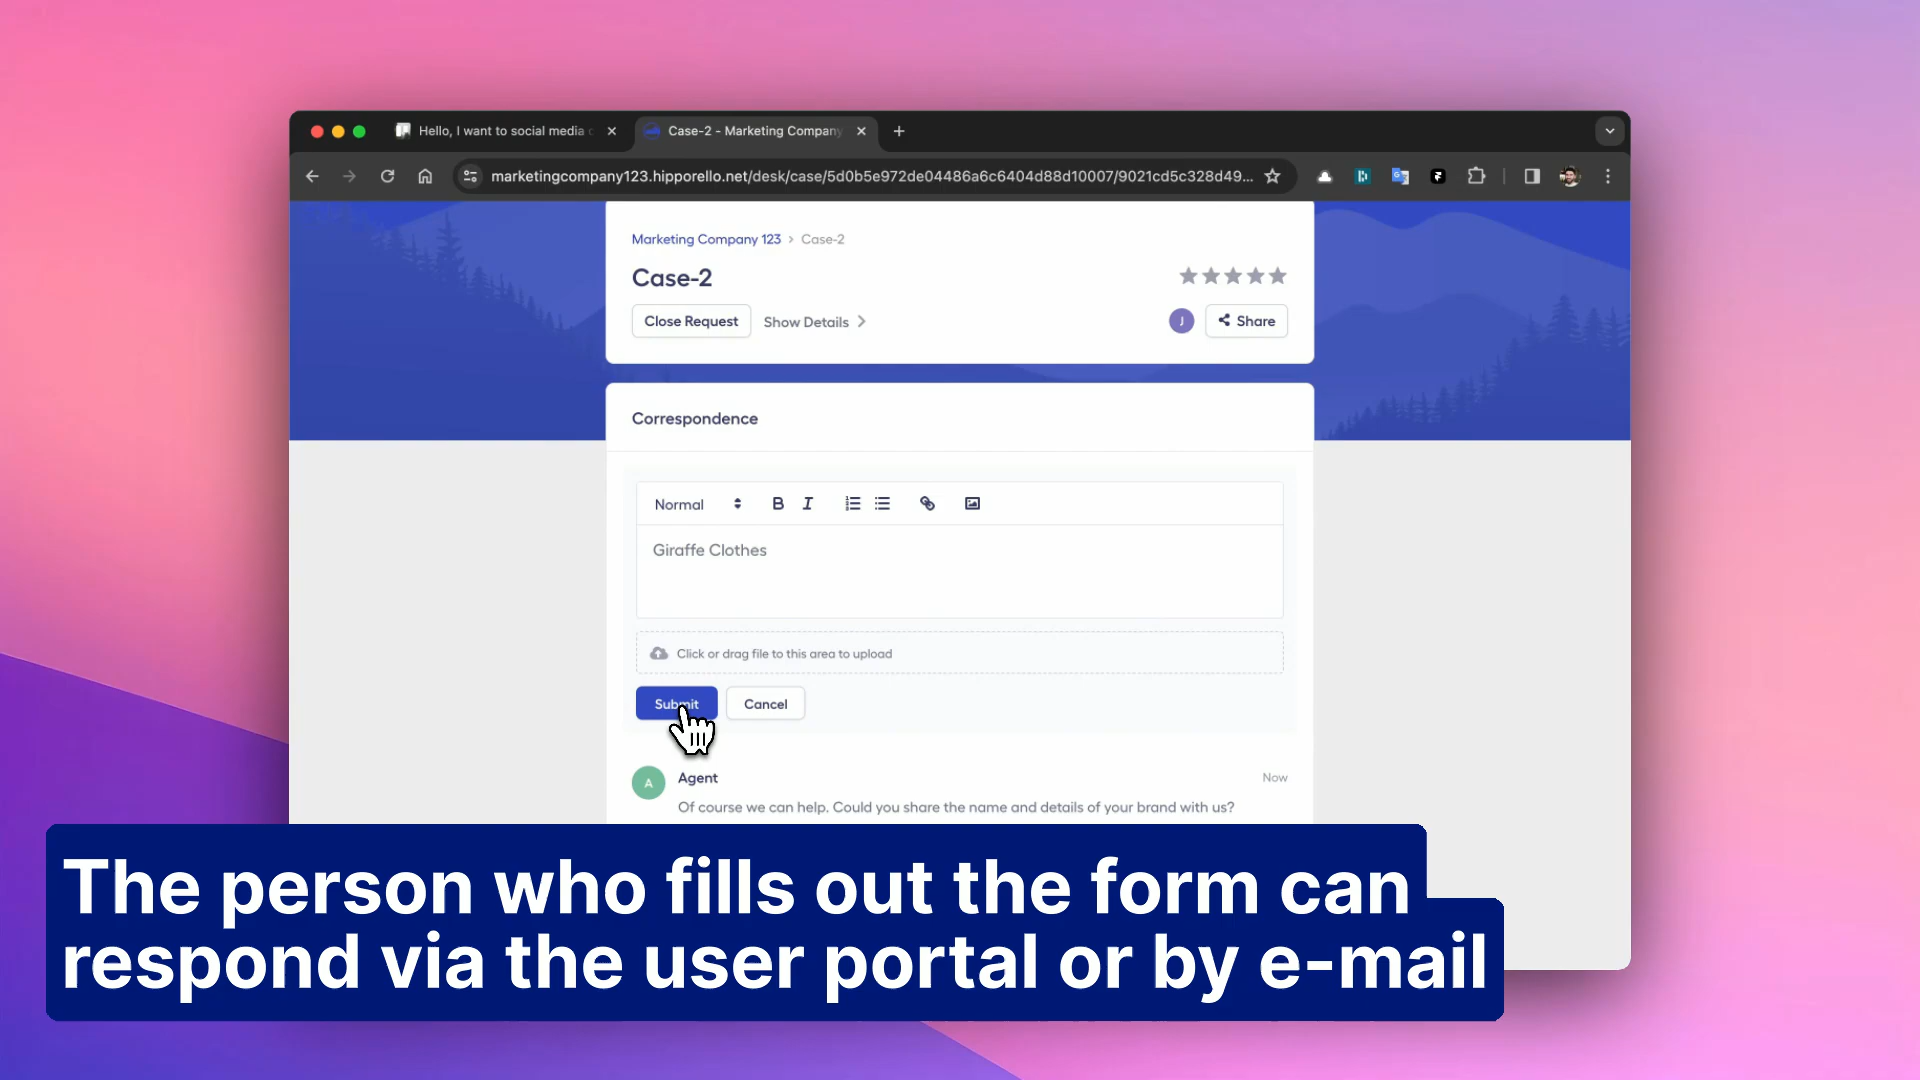 Hello, I want to social media
Case-2 - Marketing Company
marketingcompany123.hipporello.net/desk/case/5d0b5e972de04486a6c6404d88d10007/9021cd5c328d49...
Marketing Company 123 > Case-2
Case-2
Close Request
Show Details
J
Share
Correspondence
Normal
Giraffe Clothes
Click or drag file to this area to upload
Submit
Cancel
A
Agent
Now
Of course we can help. Could you share the name and details of your brand with us?
The person who fills out the form can
respond via the user portal or by e-mail